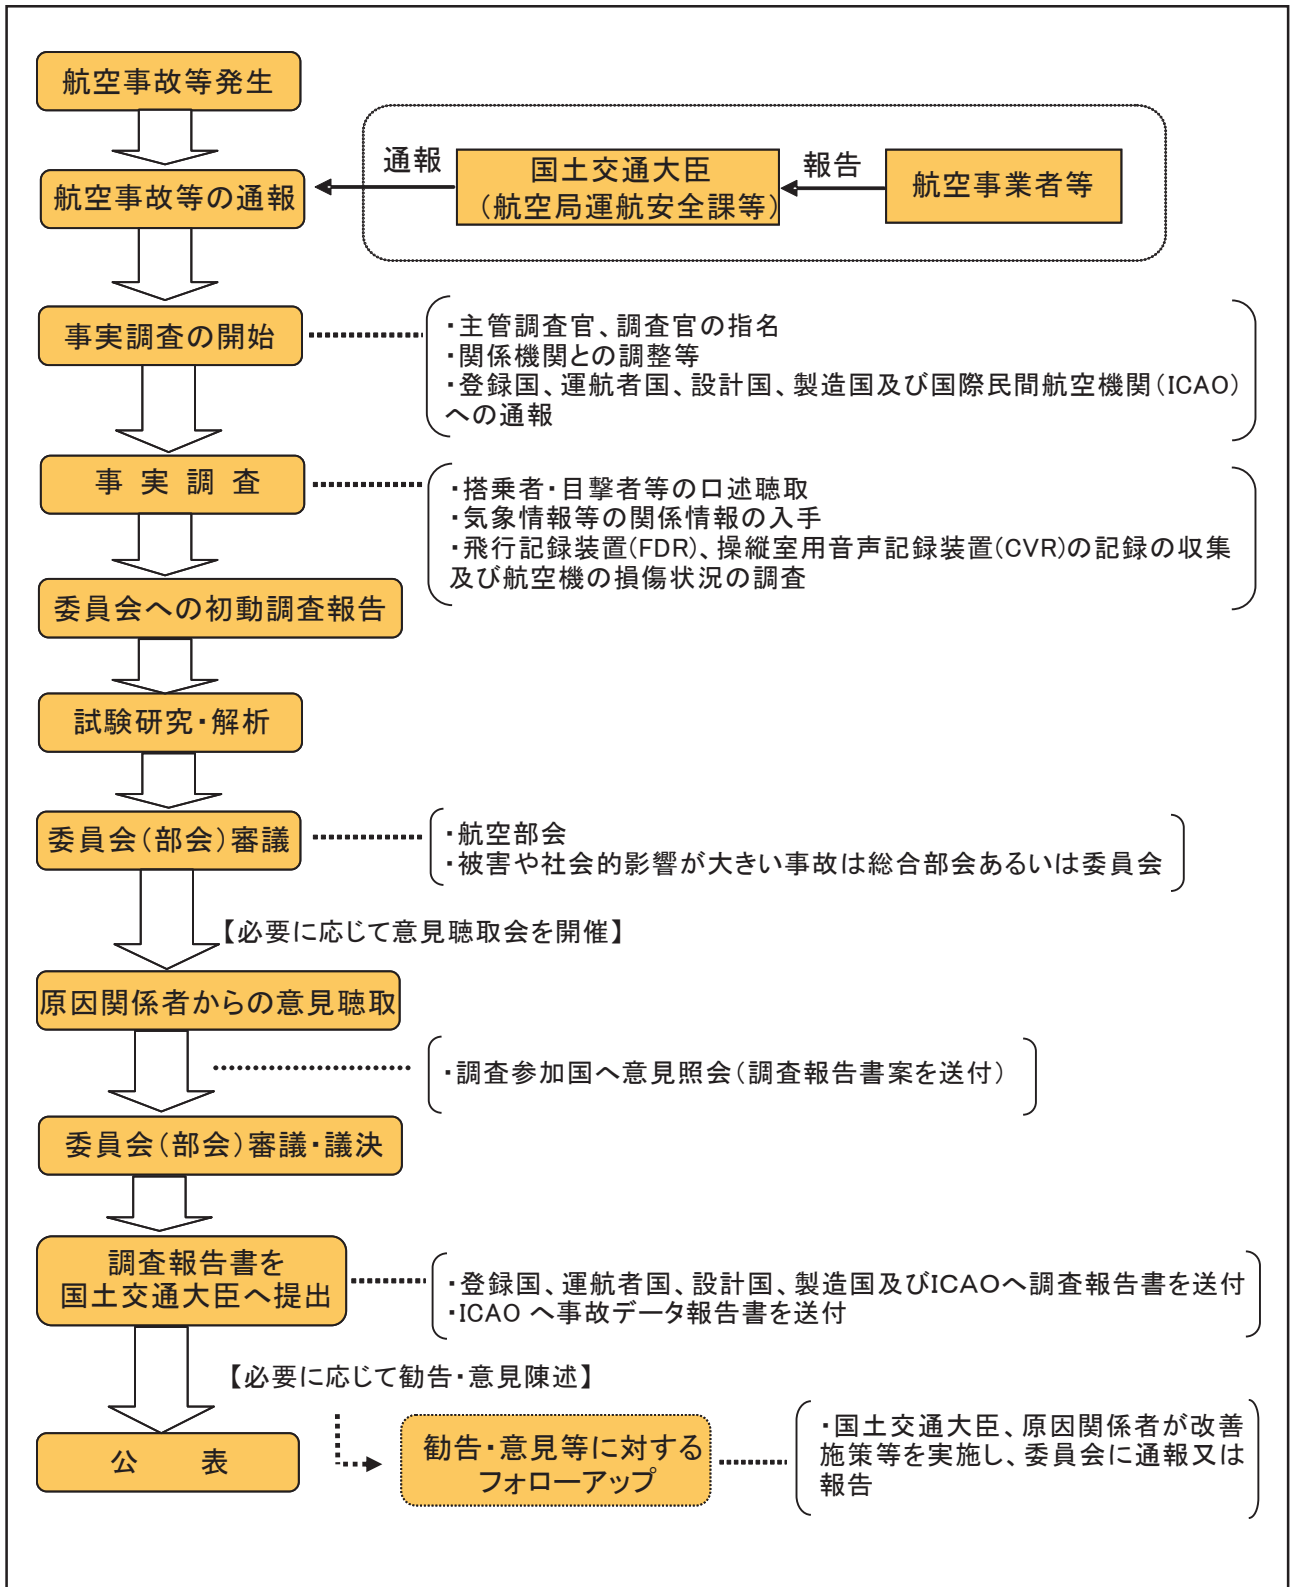 航空事故等発生
通報
国土交通大臣
(航空局運航安全課等)
報告
航空事業者等
航空事故等の通報
事実調査の開始
・主管調査官、調査官の指名
・関係機関との調整等
・登録国、運航者国、設計国、製造国及び国際民間航空機関(ICAO)
への通報
事 実 調 査
・搭乗者・目撃者等の口述聴取
・気象情報等の関係情報の入手
・飛行記録装置(FDR)、操縦室用音声記録装置(CVR)の記録の収集
及び航空機の損傷状況の調査
委員会への初動調査報告
試験研究・解析
委員会(部会)審議
・航空部会
・被害や社会的影響が大きい事故は総合部会あるいは委員会
【必要に応じて意見聴取会を開催】
原因関係者からの意見聴取
・調査参加国へ意見照会(調査報告書案を送付)
委員会(部会)審議・議決
調査報告書を
国土交通大臣へ提出
・登録国、運航者国、設計国、製造国及びICAOへ調査報告書を送付
・ICAO へ事故データ報告書を送付
【必要に応じて勧告・意見陳述】
公 表
勧告・意見等に対する
フォローアップ
・国土交通大臣、原因関係者が改善
施策等を実施し、委員会に通報又は
報告